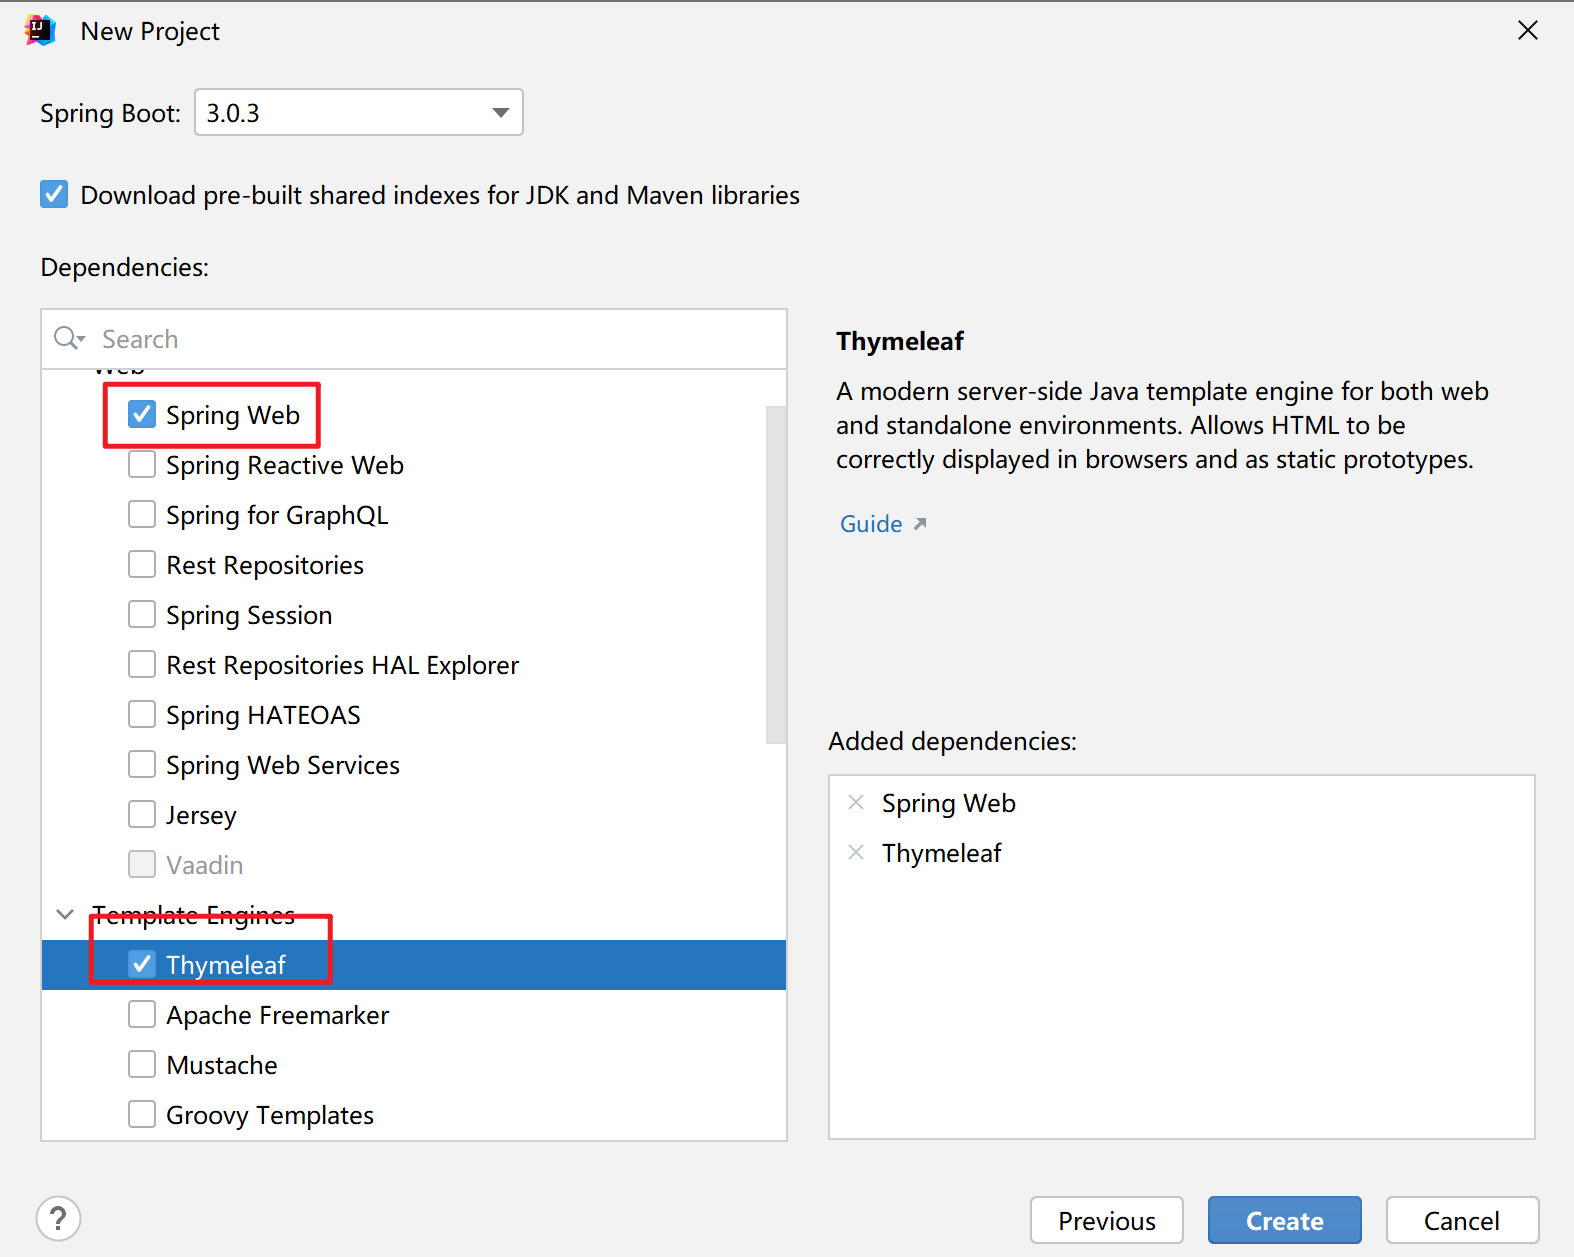 New Project
Spring Boot:
3.0.3
Download pre-built shared indexes for JDK and Maven libraries
Dependencies:
Search
Web
Spring Web
Spring Reactive Web
Spring for GraphQL
Rest Repositories
Spring Session
Rest Repositories HAL Explorer
Spring HATEOAS
Spring Web Services
Jersey
Vaadin
Template Engines
Thymeleaf
Apache Freemarker
Mustache
Groovy Templates
Thymeleaf
A modern server-side Java template engine for both web
and standalone environments. Allows HTML to be
correctly displayed in browsers and as static prototypes.
Guide
Added dependencies:
Spring Web
Thymeleaf
?
Previous
Create
Cancel